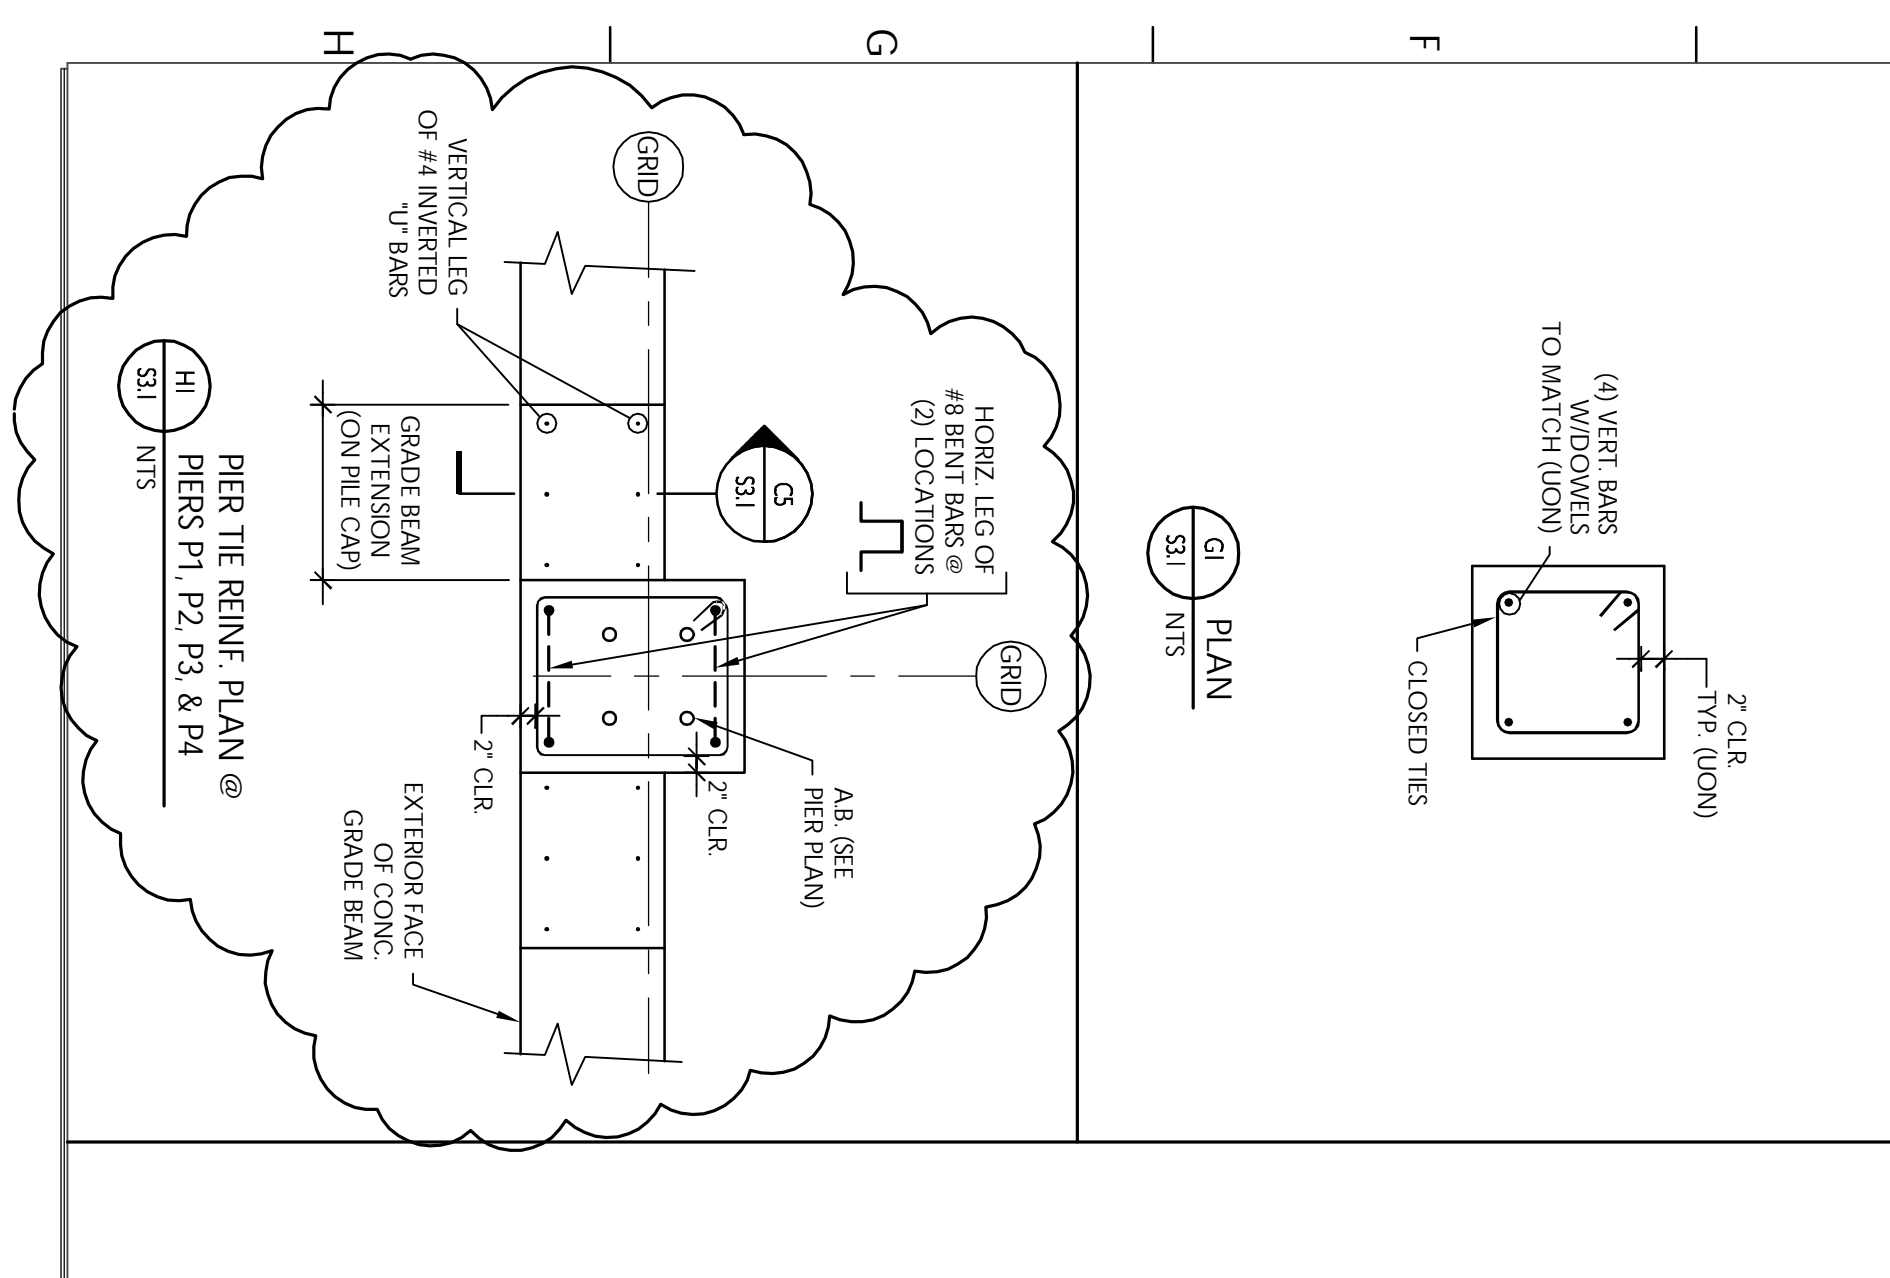 H
G
F
(4) VERT. BARS
W/DOWELS
TO MATCH (UON)
2" CLR.
TYP. (UON)
CLOSED TIES
G1
S3.1
PLAN
NTS
GRID
VERTICAL LEG
OF #4 INVERTED
"U" BARS
HORIZ. LEG OF
#8 BENT BARS @
(2) LOCATIONS
C5
S3.1
GRID
GRADE BEAM
EXTENSION
(ON PILE CAP)
A.B. (SEE
PIER PLAN)
2" CLR.
2" CLR.
EXTERIOR FACE
OF CONC.
GRADE BEAM
H1
S3.1
PIER TIE REINF. PLAN @
PIERS P1, P2, P3, & P4
NTS